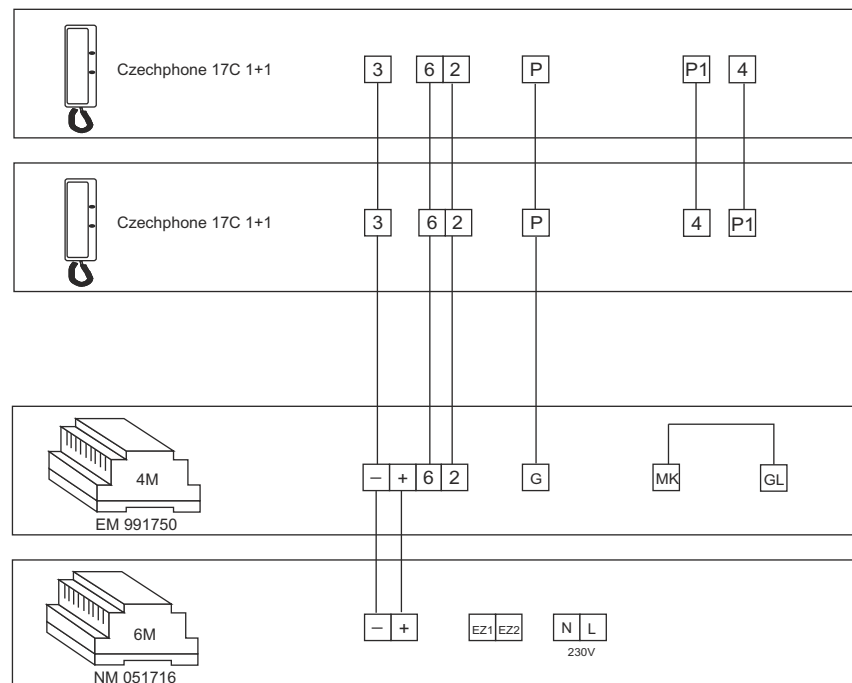 Czechphone 17C 1+1 3 6 2 P P1 4
Czechphone 17C 1+1 3 6 2 P 4 P1
4M – + 6 2 G MK GL
EM 991750
6M – + EZ1 EZ2 N L
230V
NM 051716